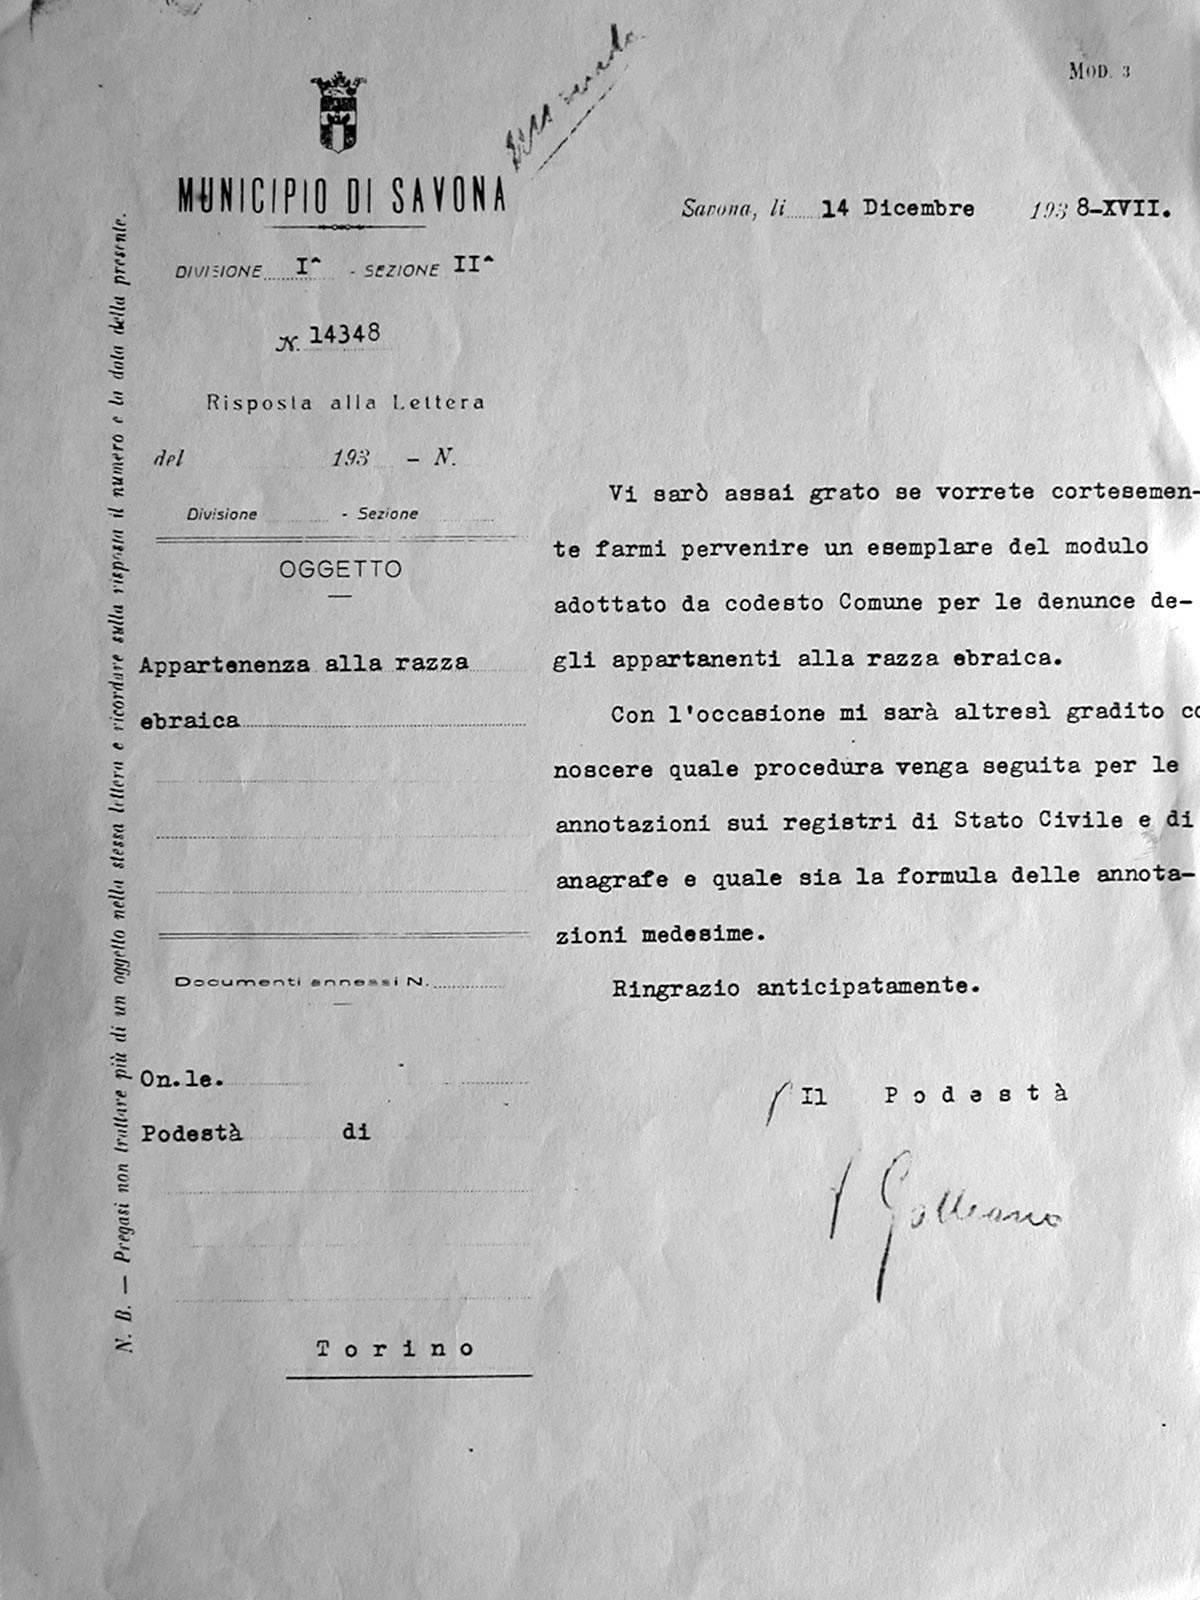 MOD. 3
MUNICIPIO DI SAVONA
Savona, li 14 Dicembre 1938-XVII.
DIVISIONE I^ - SEZIONE II^
N. 14348
Risposta alla Lettera
del 193 - N.
Divisione - Sezione
OGGETTO
Appartenenza alla razza
ebraica
Documenti annessi N.
On.le.
Podestà di
Torino
N. B. — Pregasi non trattare più di un oggetto nella stessa lettera e ricordare sulla risposta il numero e la data della presente.
Vi sarò assai grato se vorrete cortesemen-
te farmi pervenire un esemplare del modulo
adottato da codesto Comune per le denunce de-
gli appartanenti alla razza ebraica.
Con l'occasione mi sarà altresì gradito co
noscere quale procedura venga seguita per le
annotazioni sui registri di Stato Civile e di
anagrafe e quale sia la formula delle annota-
zioni medesime.
Ringrazio anticipatamente.
Il Podestà